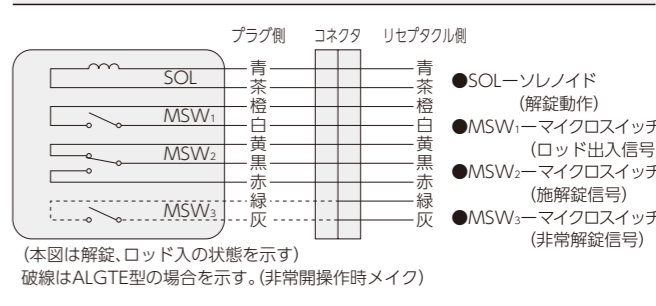 プラグ側 コネクタ リセプタクル側
SOL
MSW₁
MSW₂
MSW₃
青 青
茶 茶
橙 橙
白 白
黄 黄
黒 黒
赤 赤
緑 緑
灰 灰
●SOLーソレノイド
(解錠動作)
●MSW₁ーマイクロスイッチ
(ロッド出入信号)
●MSW₂ーマイクロスイッチ
(施解錠信号)
●MSW₃ーマイクロスイッチ
(非常解錠信号)
(本図は解錠、ロッド入の状態を示す)
破線はALGTE型の場合を示す。(非常開操作時メイク)